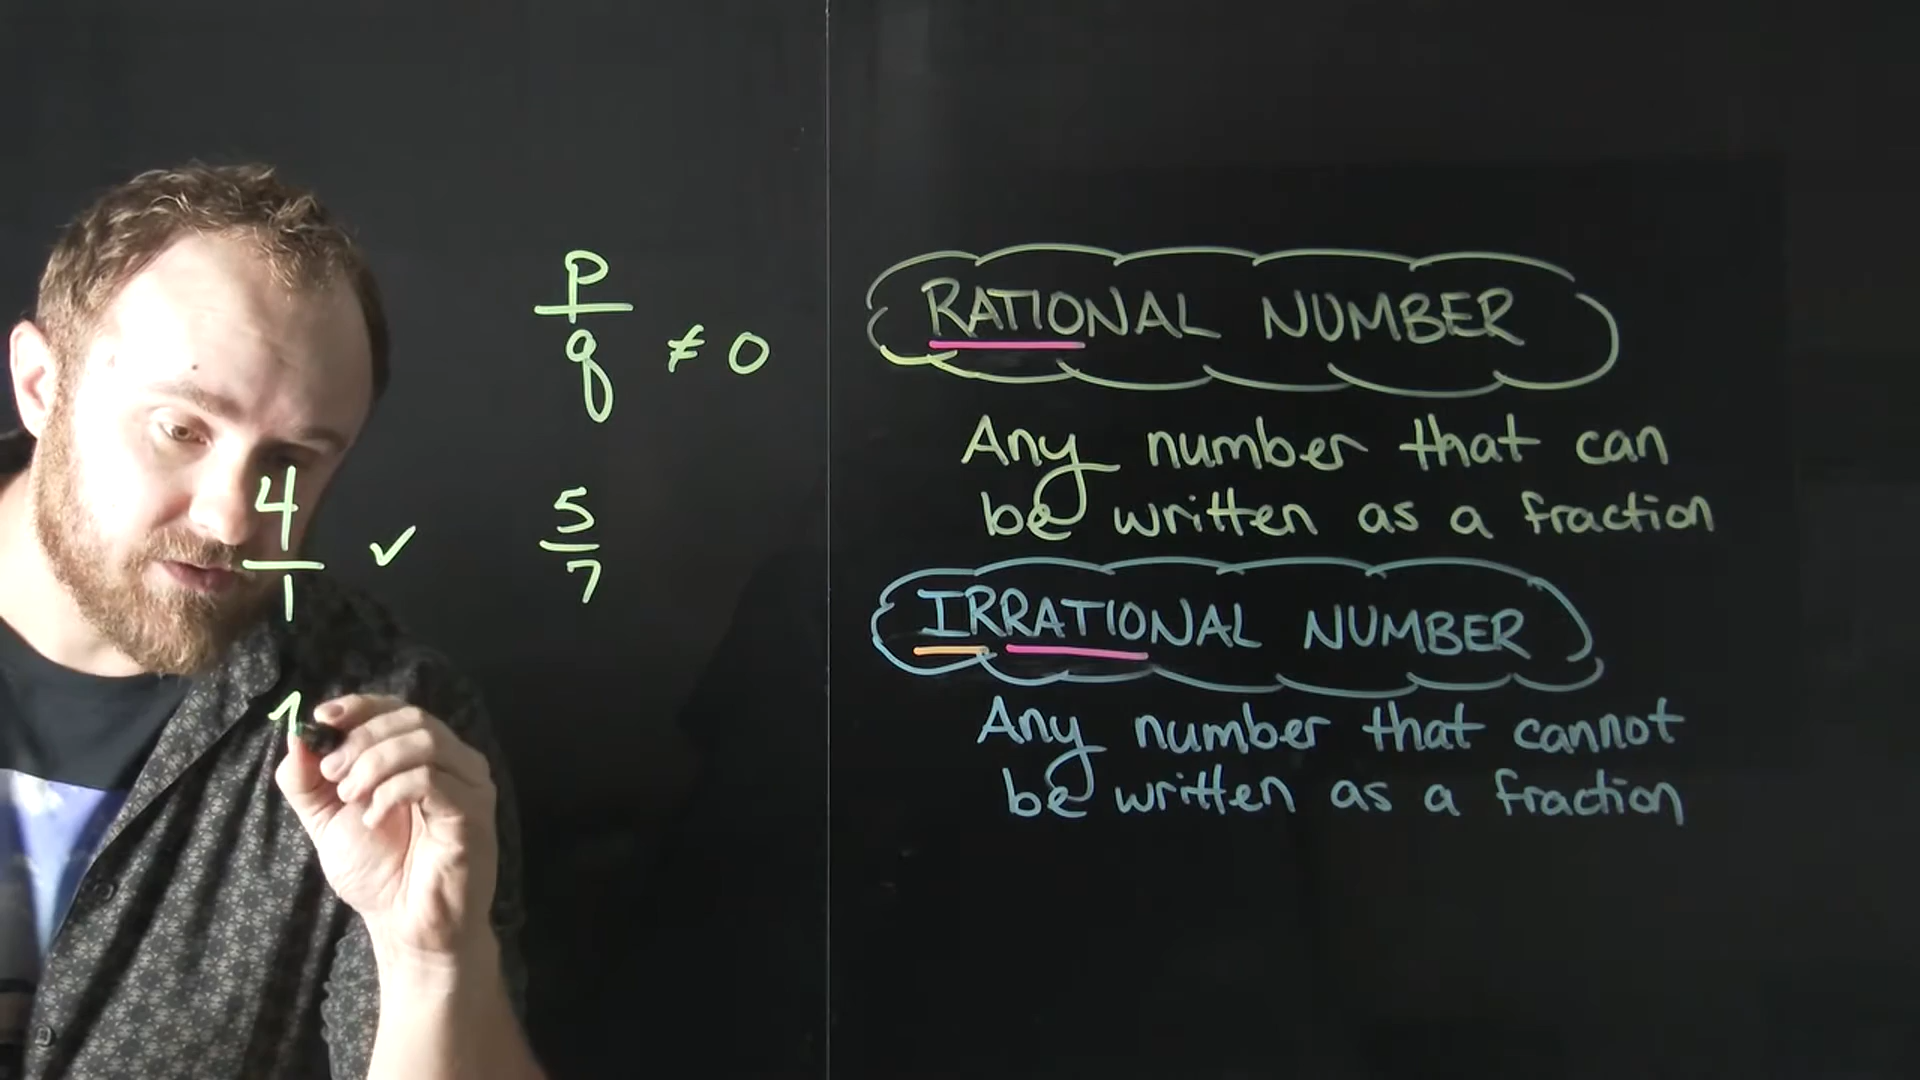 p
q ≠ 0
4
1 ✓
5
7
RATIONAL NUMBER
Any number that can
be written as a fraction
IRRATIONAL NUMBER
Any number that cannot
be written as a fraction